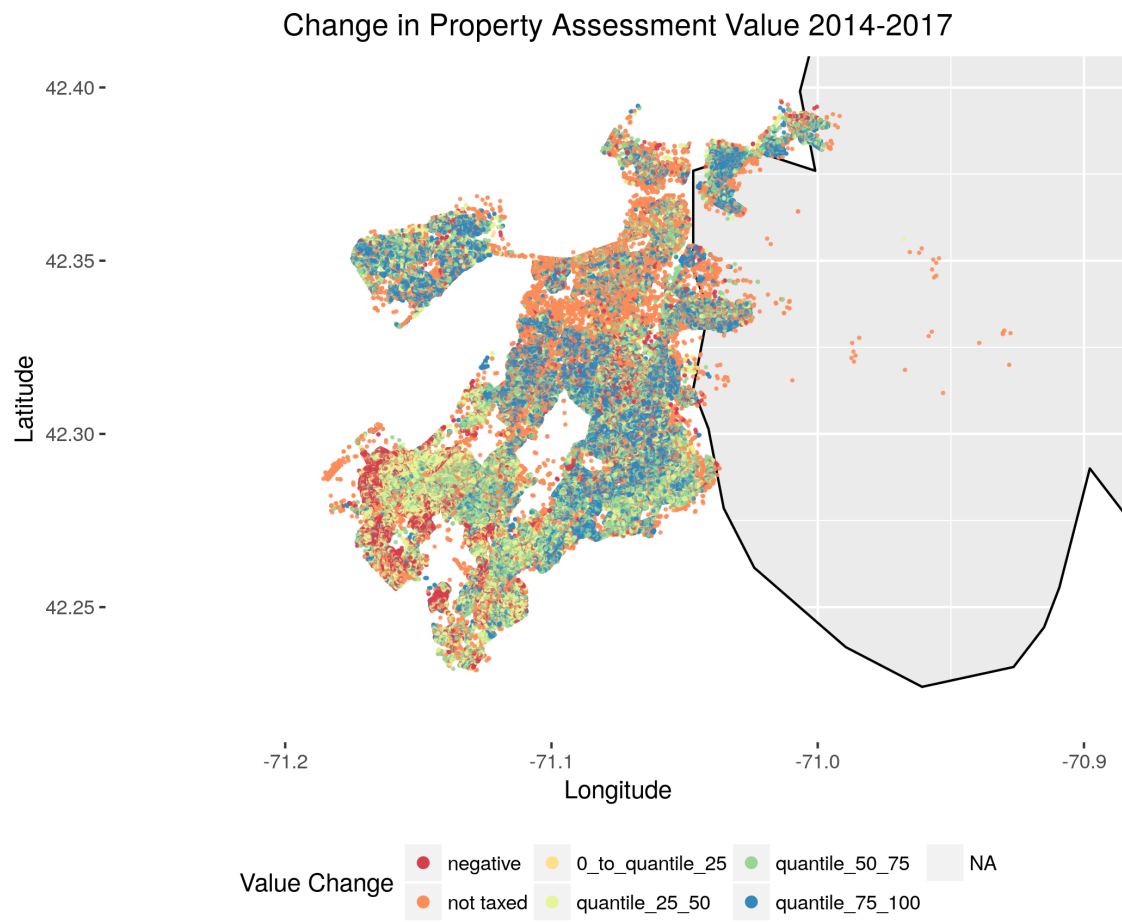 Change in Property Assessment Value 2014-2017
42.40
42.35
42.30
42.25
Latitude
-71.2 -71.1 -71.0 -70.9
Longitude
Value Change
negative 0_to_quantile_25 quantile_50_75 NA
not taxed quantile_25_50 quantile_75_100